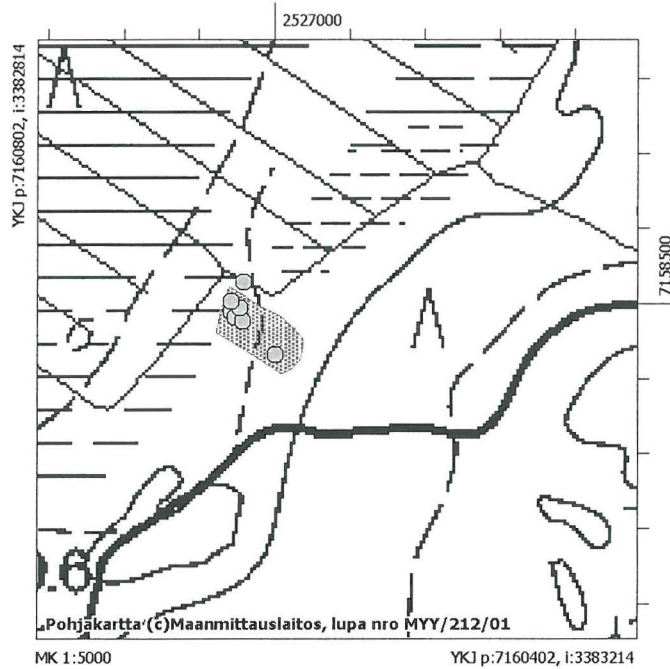 2527000
YKJ p:7160802, i:3382814
7158500
0.6
Pohjakartta (c)Maanmittauslaitos, lupa nro MYY/212/01
MK 1:5000
YKJ p:7160402, i:3383214